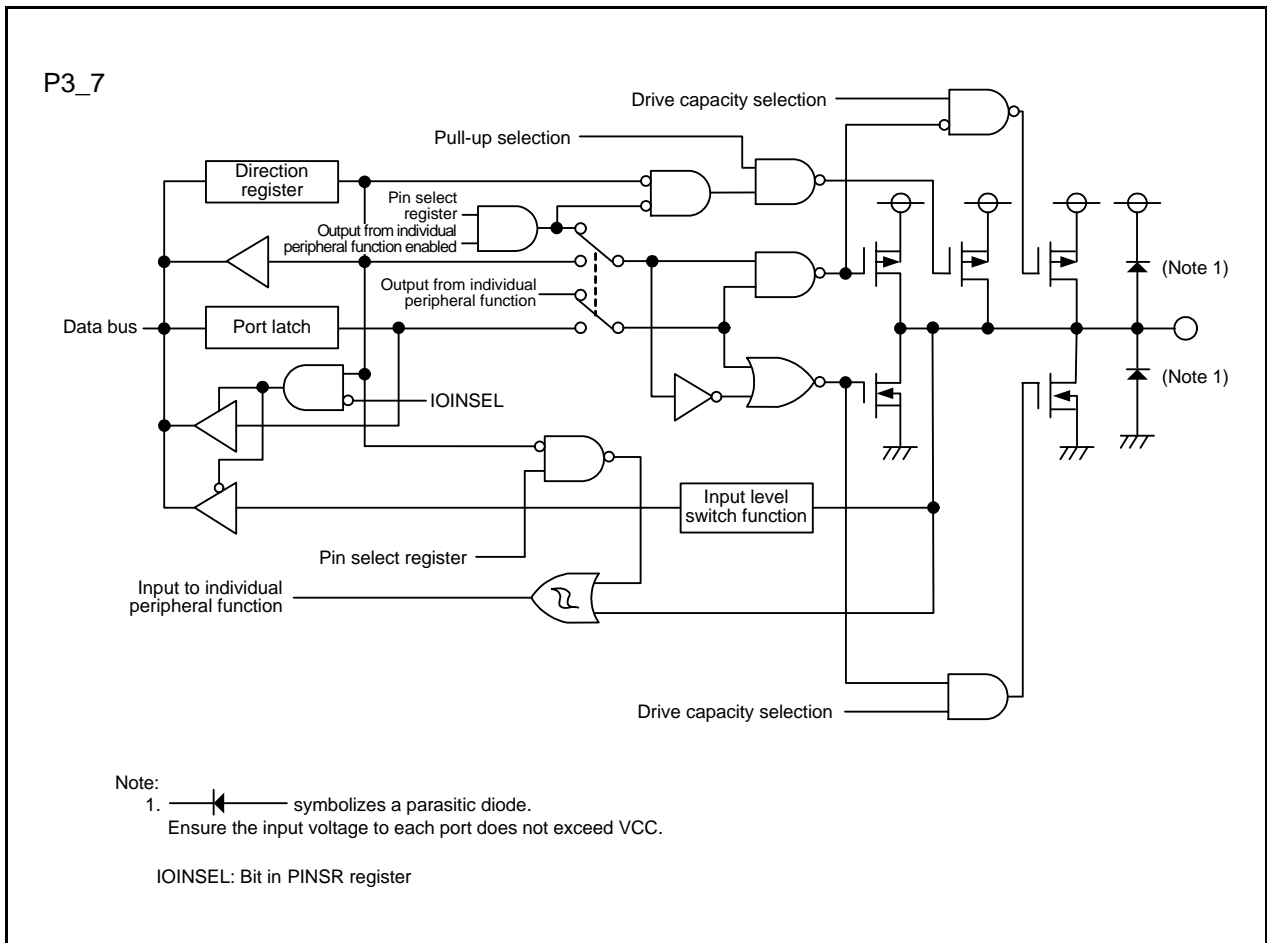 P3_7
Drive capacity selection
Pull-up selection
Direction
register
Pin select
register
Output from individual
peripheral function enabled
(Note 1)
Output from individual
peripheral function
Data bus
Port latch
(Note 1)
IOINSEL
Input level
switch function
Pin select register
Input to individual
peripheral function
Drive capacity selection
Note:
1. symbolizes a parasitic diode.
Ensure the input voltage to each port does not exceed VCC.
IOINSEL: Bit in PINSR register